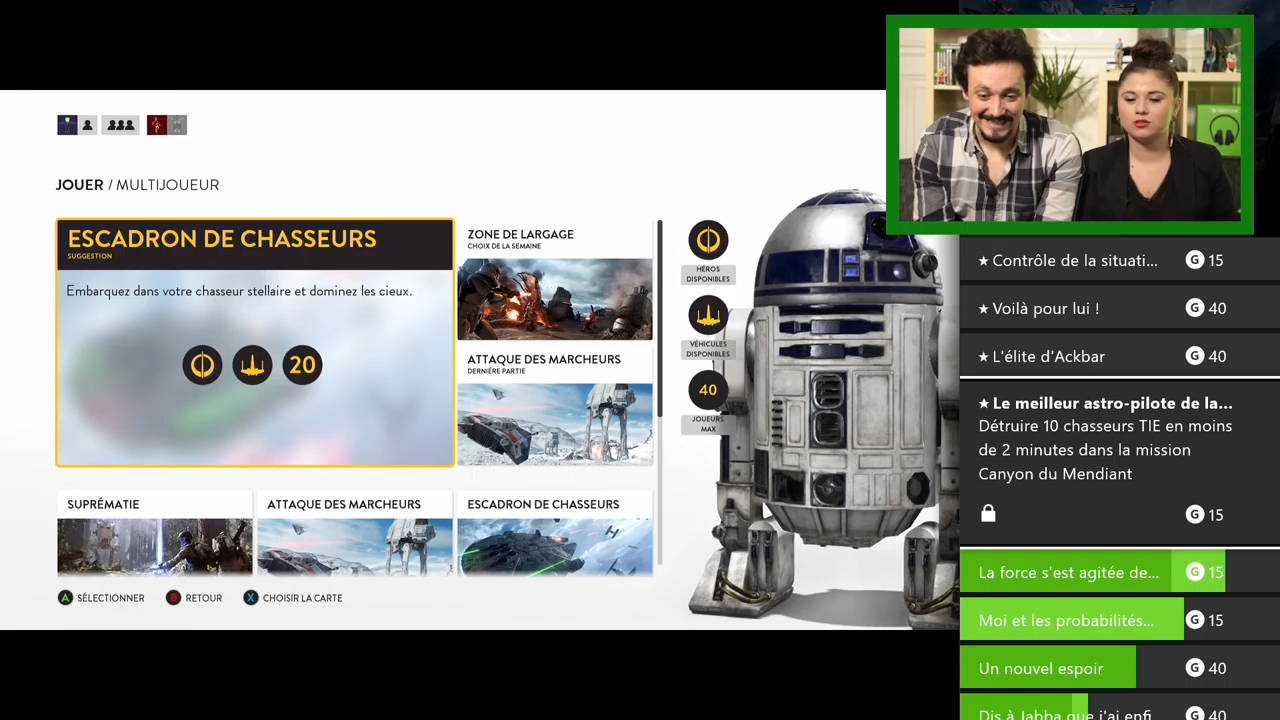 JOUER / MULTIJOUEUR
ESCADRON DE CHASSEURS
SUGGESTION
Embarquez dans votre chasseur stellaire et dominez les cieux.
20
ZONE DE LARGAGE
CHOIX DE LA SEMAINE
ATTAQUE DES MARCHEURS
DERNIÈRE PARTIE
SUPRÉMATIE
ATTAQUE DES MARCHEURS
ESCADRON DE CHASSEURS
A SÉLECTIONNER
B RETOUR
X CHOISIR LA CARTE
HÉROS
DISPONIBLES
VÉHICULES
DISPONIBLES
40
JOUEURS
MAX
Contrôle de la situati... G 15
Voilà pour lui ! G 40
L'élite d'Ackbar G 40
Le meilleur astro-pilote de la...
Détruire 10 chasseurs TIE en moins
de 2 minutes dans la mission
Canyon du Mendiant
G 15
La force s'est agitée de... G 15
Moi et les probabilités... G 15
Un nouvel espoir G 40
Dis à Jabba que j'ai enfi... G 40